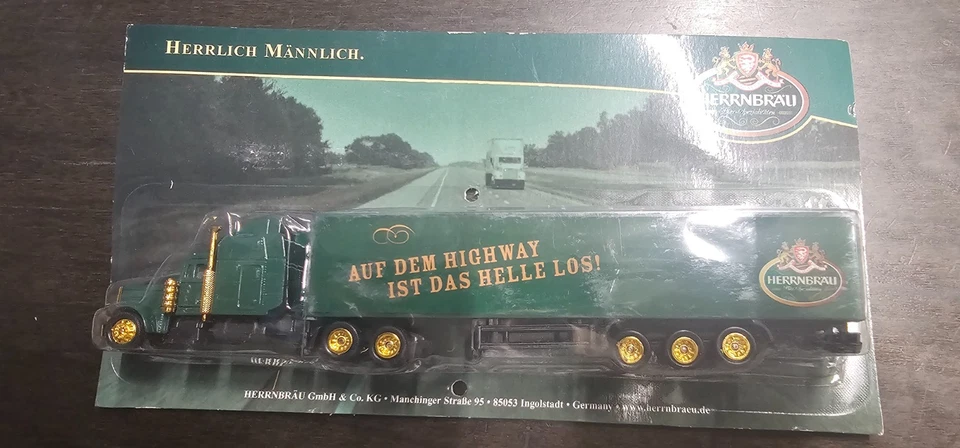 HERRLICH MÄNNLICH.
HERRNBRÄU
AUF DEM HIGHWAY
IST DAS HELLE LOS!
HERRNBRÄU
HERRNBRÄU GmbH & Co. KG • Manchinger Straße 95 • 85053 Ingolstadt • Germany • www.herrnbraeu.de